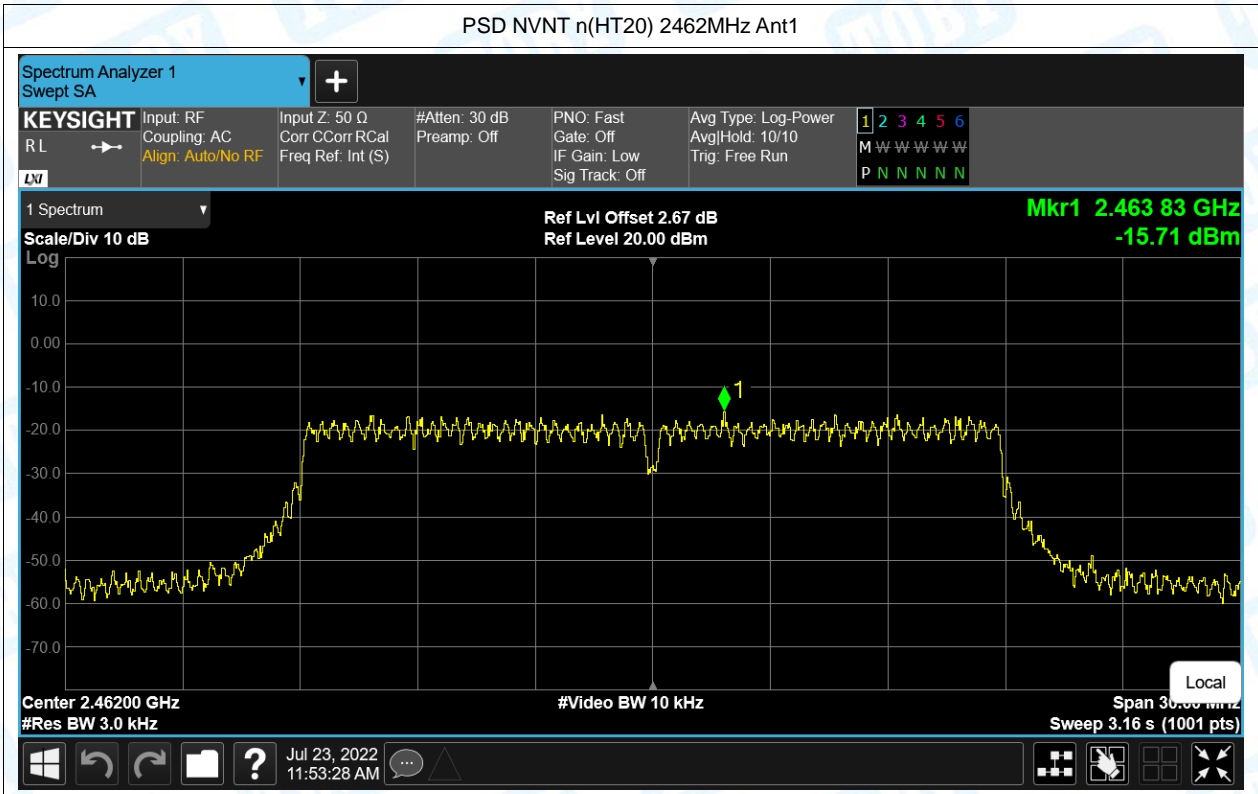 PSD NVNT n(HT20) 2462MHz Ant1
Spectrum Analyzer 1
Swept SA
+
KEYSIGHT
R L
LXI
Input: RF
Coupling: AC
Align: Auto/No RF
Input Z: 50 Ω
Corr CCorr RCal
Freq Ref: Int (S)
#Atten: 30 dB
Preamp: Off
PNO: Fast
Gate: Off
IF Gain: Low
Sig Track: Off
Avg Type: Log-Power
Avg|Hold: 10/10
Trig: Free Run
1 2 3 4 5 6
M W W W W W
P N N N N N
1 Spectrum
Scale/Div 10 dB
Ref Lvl Offset 2.67 dB
Ref Level 20.00 dBm
Mkr1 2.463 83 GHz
-15.71 dBm
Log
10.0
0.00
-10.0
-20.0
-30.0
-40.0
-50.0
-60.0
-70.0
1
Local
Center 2.46200 GHz
#Res BW 3.0 kHz
#Video BW 10 kHz
Span 30.00 MHz
Sweep 3.16 s (1001 pts)
?
Jul 23, 2022
11:53:28 AM